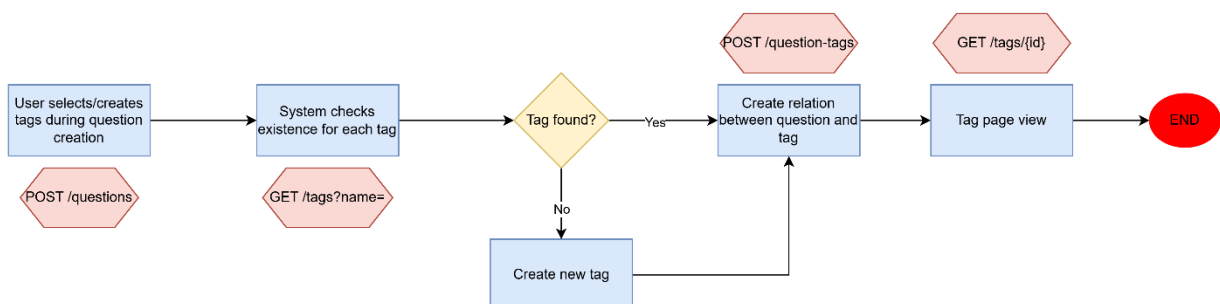 POST /question-tags
GET /tags/{id}
User selects/creates
tags during question
creation
System checks
existence for each tag
Tag found?
Yes
Create relation
between question and
tag
Tag page view
END
POST /questions
GET /tags?name=
No
Create new tag